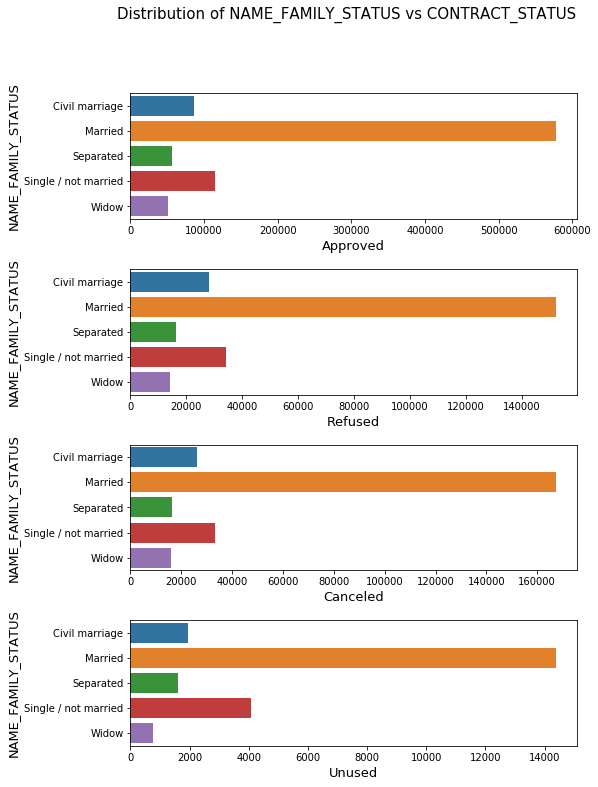 Distribution of NAME_FAMILY_STATUS vs CONTRACT_STATUS
NAME_FAMILY_STATUS
Civil marriage
Married
Separated
Single / not married
Widow
0 100000 200000 300000 400000 500000 600000
Approved
NAME_FAMILY_STATUS
Civil marriage
Married
Separated
Single / not married
Widow
0 20000 40000 60000 80000 100000 120000 140000
Refused
NAME_FAMILY_STATUS
Civil marriage
Married
Separated
Single / not married
Widow
0 20000 40000 60000 80000 100000 120000 140000 160000
Canceled
NAME_FAMILY_STATUS
Civil marriage
Married
Separated
Single / not married
Widow
0 2000 4000 6000 8000 10000 12000 14000
Unused